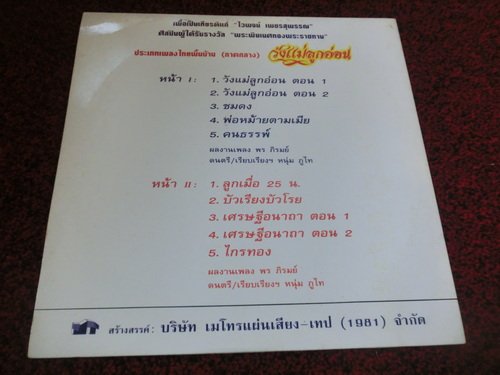 เพื่อเป็นเกียรติแก่ "ไวพจน์ เพชรสุพรรณ"
ศิลปินผู้ได้รับรางวัล "พระพิฆเนศทองพระราชทาน"
ประเภทเพลงไทยพื้นบ้าน (ภาคกลาง) วังแม่ลูกอ่อน
หน้า I : 1. วังแม่ลูกอ่อน ตอน 1
2. วังแม่ลูกอ่อน ตอน 2
3. ชมดง
4. พ่อหม้ายตามเมีย
5. คนธรรพ์
ผลงานเพลง พร ภิรมย์
ดนตรี/เรียบเรียงฯ หนุ่ม ภูไท
หน้า II : 1. ลูกเมื่อ 25 น.
2. บัวเรียงบัวโรย
3. เศรษฐีอนาถา ตอน 1
4. เศรษฐีอนาถา ตอน 2
5. ไกรทอง
ผลงานเพลง พร ภิรมย์
ดนตรี/เรียบเรียงฯ หนุ่ม ภูไท
สร้างสรรค์ : บริษัท เมโทรแผ่นเสียง-เทป (1981) จำกัด